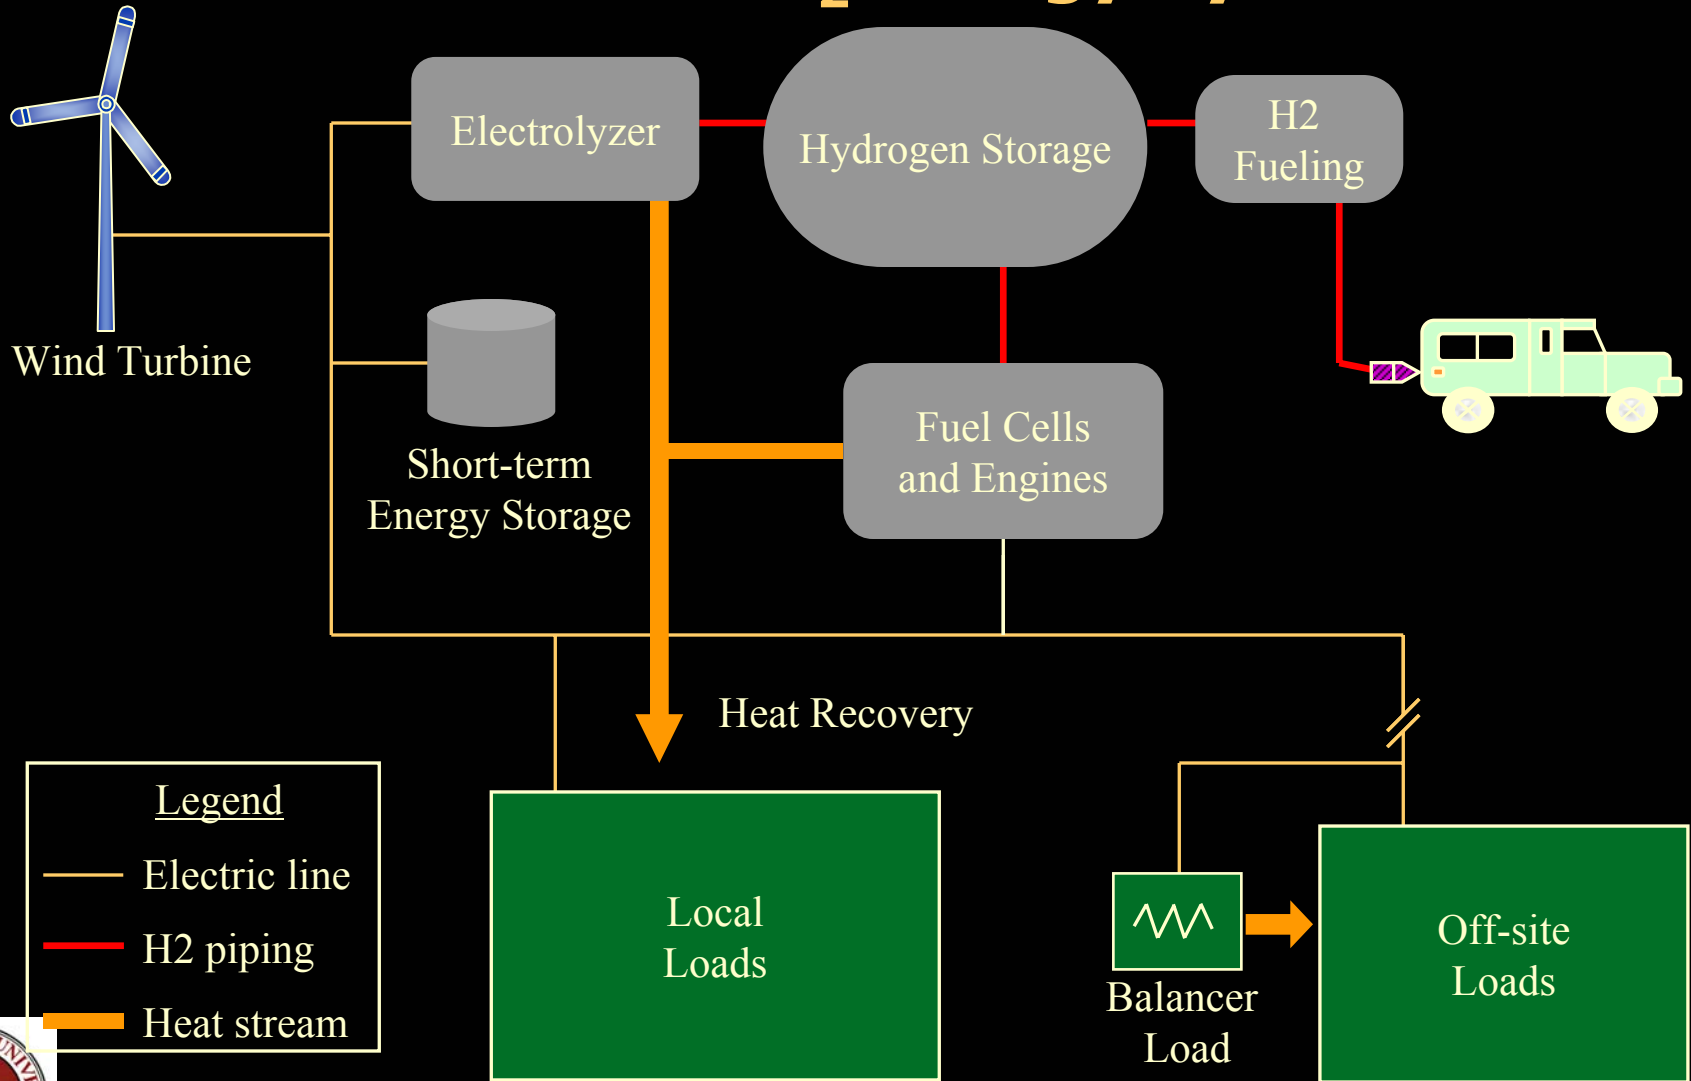 Electrolyzer
Hydrogen Storage
H2
Fueling
Wind Turbine
Short-term
Energy Storage
Fuel Cells
and Engines
Heat Recovery
Legend
Electric line
H2 piping
Heat stream
Local
Loads
Balancer
Load
Off-site
Loads